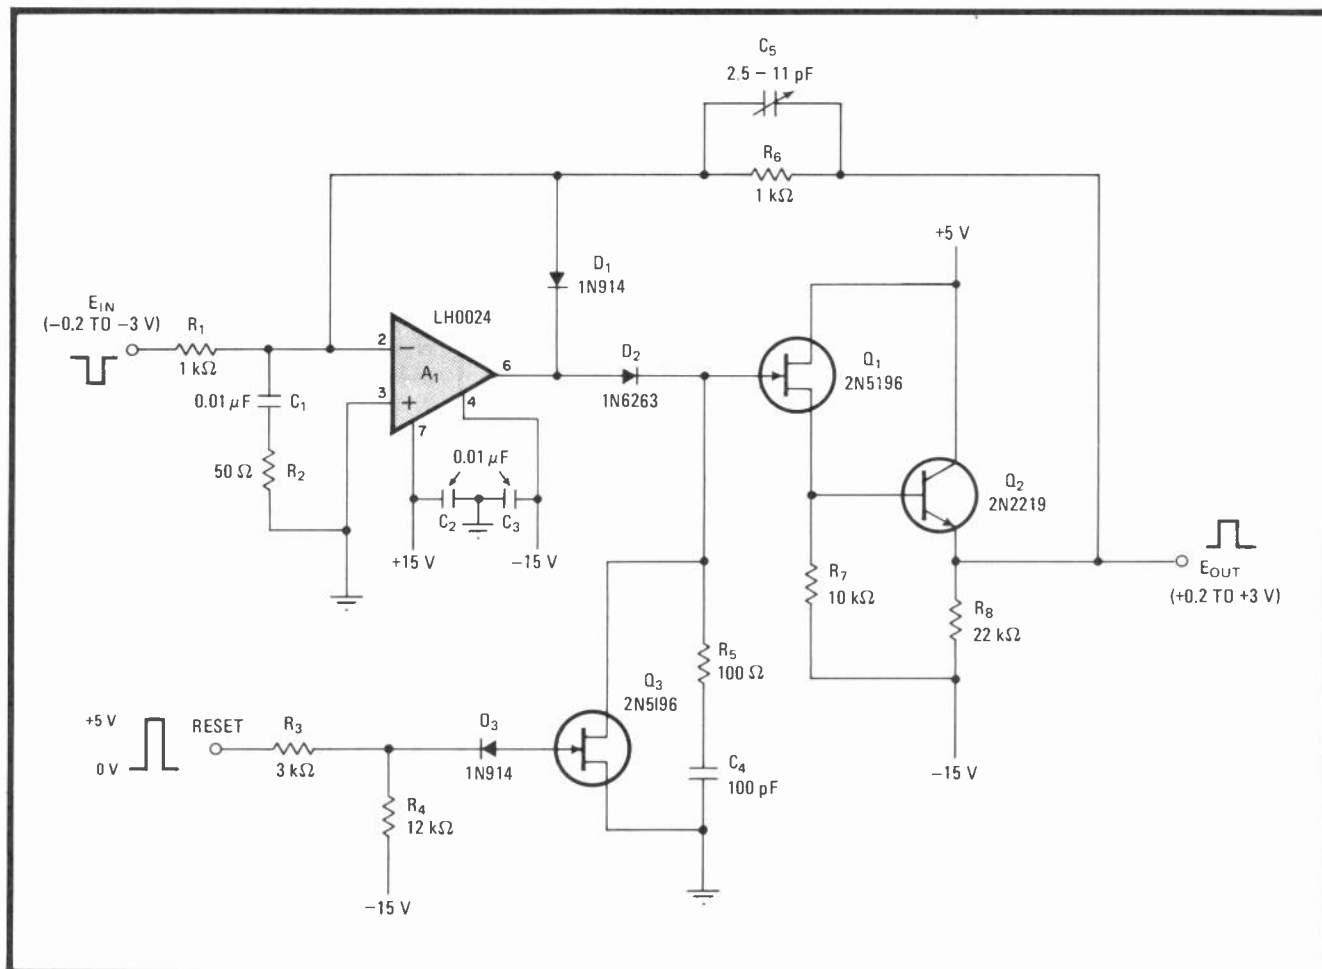 C5
2.5 – 11 pF
R6
1 kΩ
+5 V
D1
1N914
EIN
(−0.2 TO −3 V)
R1
1 kΩ
LH0024
2
−
A1
6
3
+
4
7
D2
1N6263
Q1
2N5196
0.01 μF
C1
50 Ω
R2
0.01 μF
C2
C3
+15 V
−15 V
Q2
2N2219
R7
10 kΩ
EOUT
(+0.2 TO +3 V)
R8
22 kΩ
R5
100 Ω
Q3
2N5I96
+5 V
0 V
RESET
R3
3 kΩ
D3
1N914
C4
100 pF
−15 V
R4
12 kΩ
−15 V